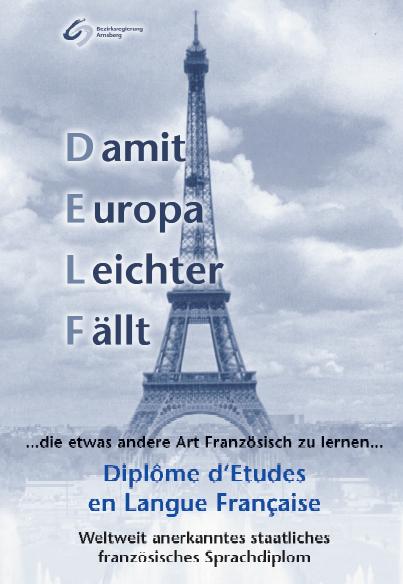 Bezirksregierung
Arnsberg
Damit
Europa
Leichter
Fällt
...die etwas andere Art Französisch zu lernen...
Diplôme d'Etudes
en Langue Française
Weltweit anerkanntes staatliches
französisches Sprachdiplom